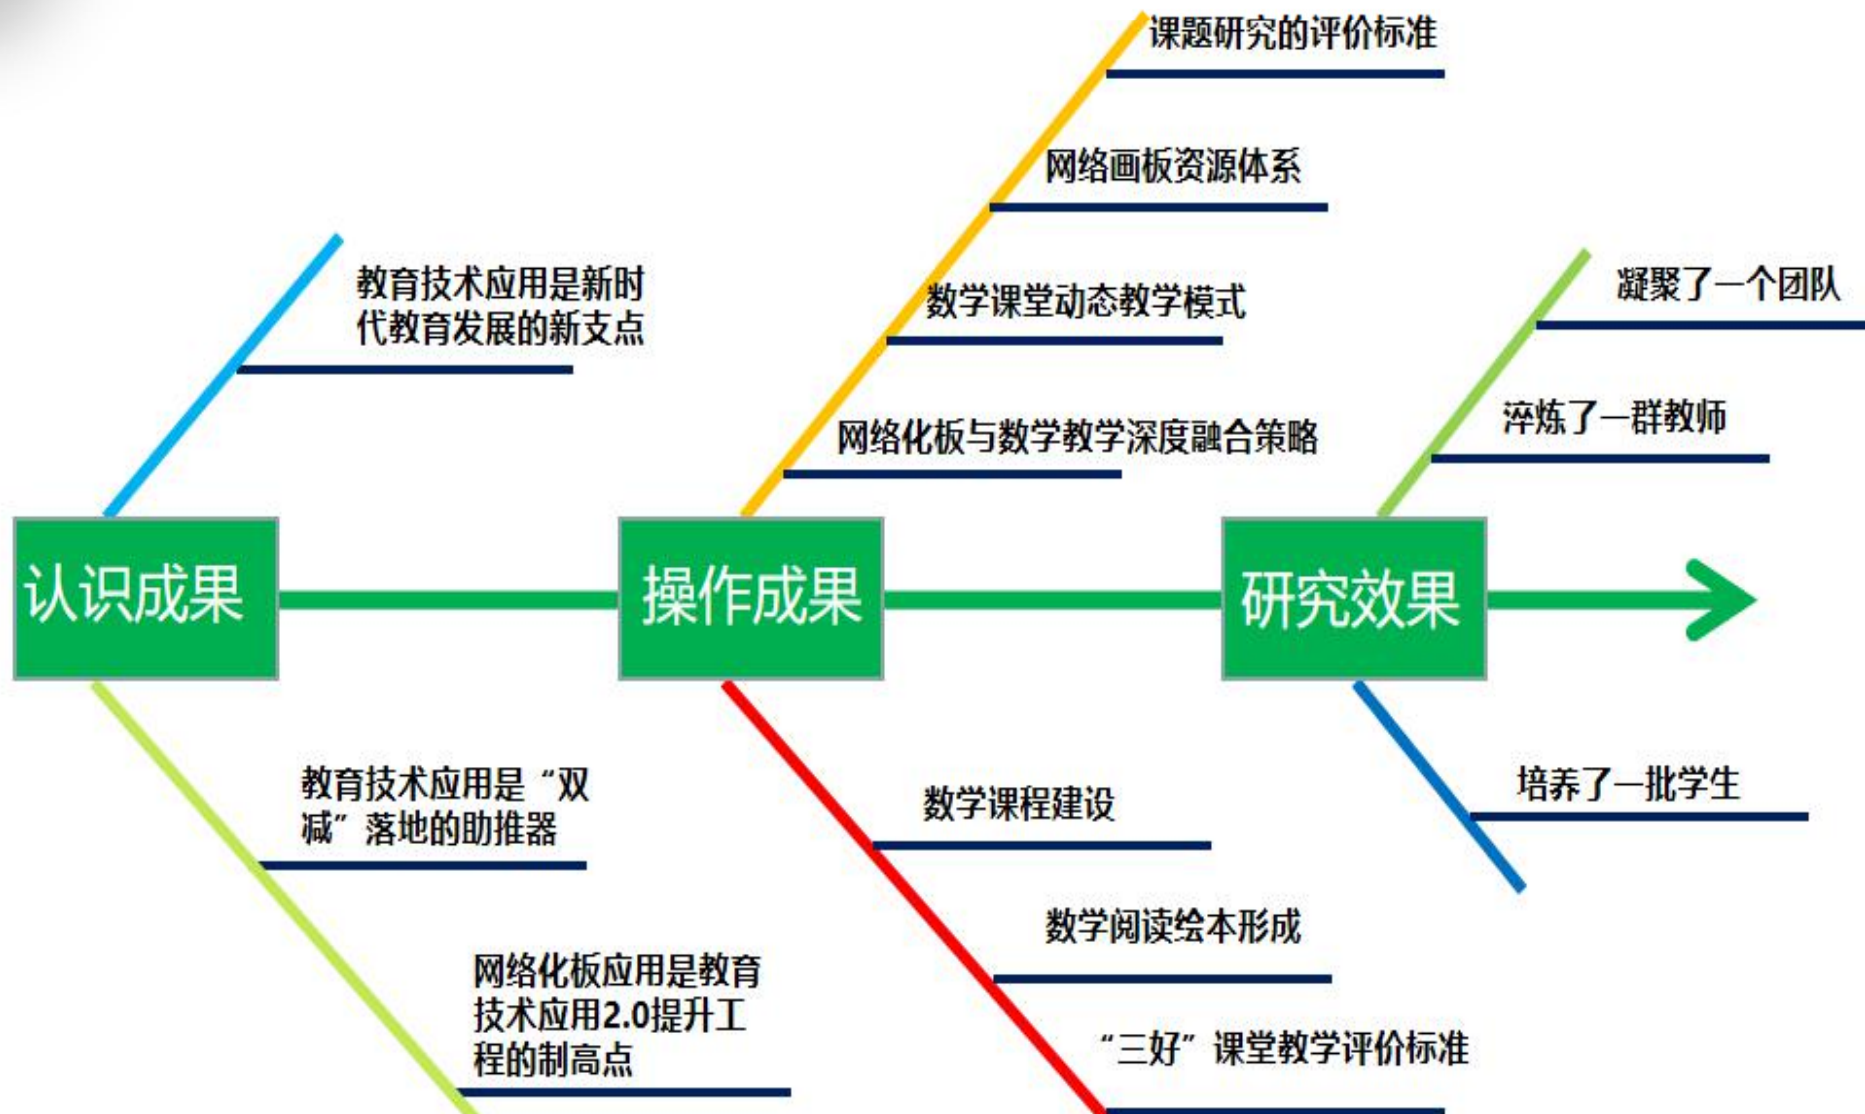 课题研究的评价标准
网络画板资源体系
教育技术应用是新时
代教育发展的新支点
数学课堂动态教学模式
凝聚了一个团队
淬炼了一群教师
网络化板与数学教学深度融合策略
认识成果
操作成果
研究效果
教育技术应用是“双
减”落地的助推器
数学课程建设
培养了一批学生
数学阅读绘本形成
网络化板应用是教育
技术应用2.0提升工
程的制高点
“三好”课堂教学评价标准